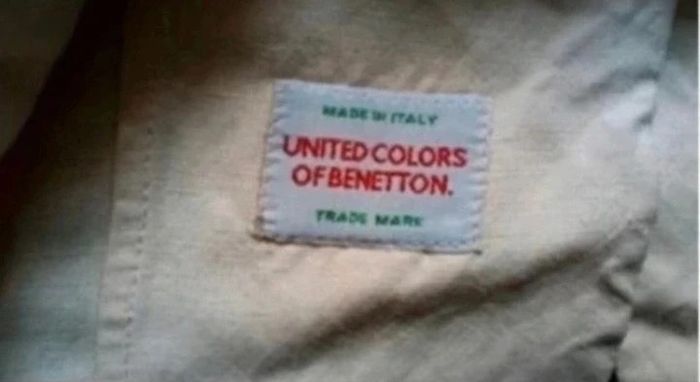 MADE IN ITALY
UNITED COLORS
OF BENETTON.
TRADE MARK